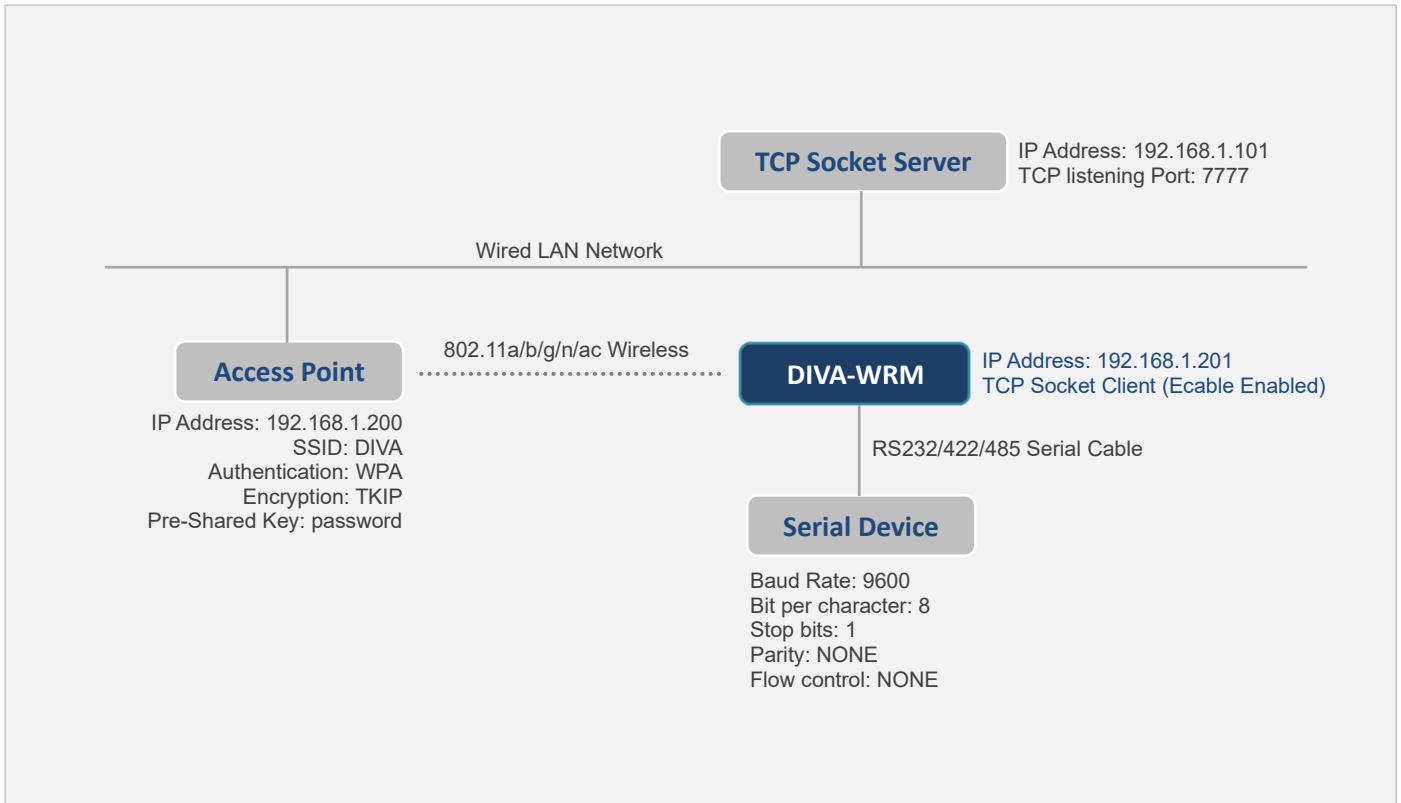 TCP Socket Server
IP Address: 192.168.1.101
TCP listening Port: 7777
Wired LAN Network
Access Point
802.11a/b/g/n/ac Wireless
DIVA-WRM
IP Address: 192.168.1.201
TCP Socket Client (Ecable Enabled)
IP Address: 192.168.1.200
SSID: DIVA
Authentication: WPA
Encryption: TKIP
Pre-Shared Key: password
RS232/422/485 Serial Cable
Serial Device
Baud Rate: 9600
Bit per character: 8
Stop bits: 1
Parity: NONE
Flow control: NONE